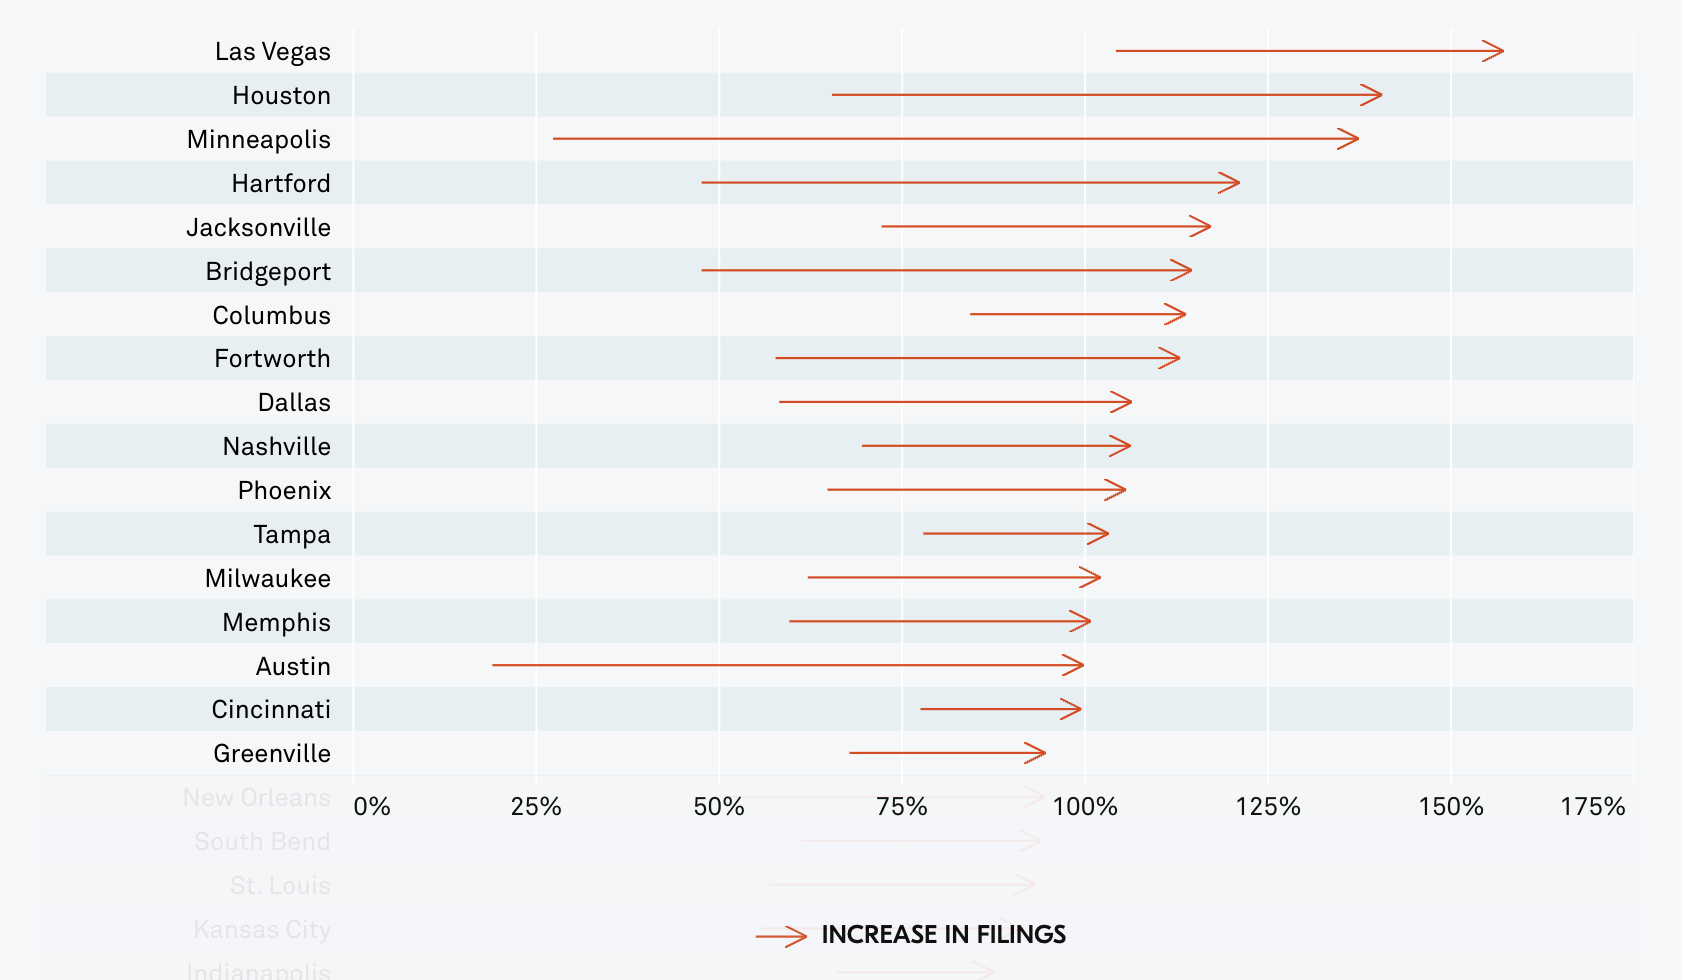 Las Vegas
Houston
Minneapolis
Hartford
Jacksonville
Bridgeport
Columbus
Fortworth
Dallas
Nashville
Phoenix
Tampa
Milwaukee
Memphis
Austin
Cincinnati
Greenville
New Orleans
0% 25% 50% 75% 100% 125% 150% 175%
South Bend
St. Louis
Kansas City
INCREASE IN FILINGS
Indianapolis